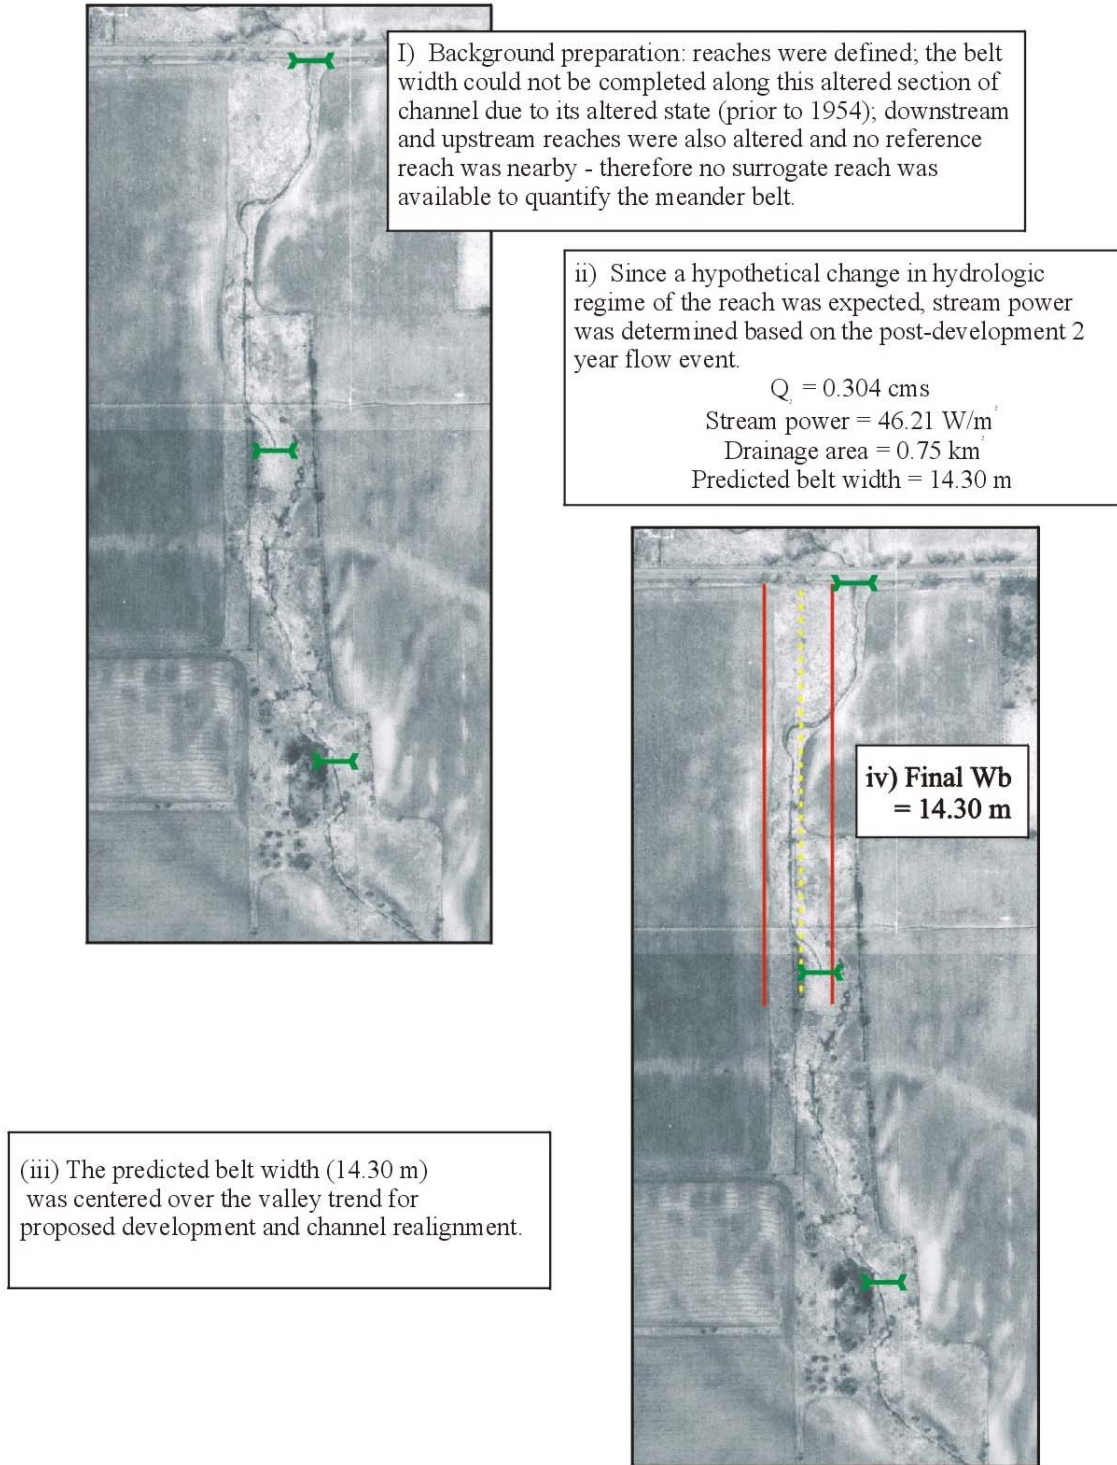 I) Background preparation: reaches were defined; the belt
width could not be completed along this altered section of
channel due to its altered state (prior to 1954); downstream
and upstream reaches were also altered and no reference
reach was nearby - therefore no surrogate reach was
available to quantify the meander belt.
ii) Since a hypothetical change in hydrologic
regime of the reach was expected, stream power
was determined based on the post-development 2
year flow event.
Q₂ = 0.304 cms
Stream power = 46.21 W/m²
Drainage area = 0.75 km²
Predicted belt width = 14.30 m
iv) Final Wb
= 14.30 m
(iii) The predicted belt width (14.30 m)
was centered over the valley trend for
proposed development and channel realignment.